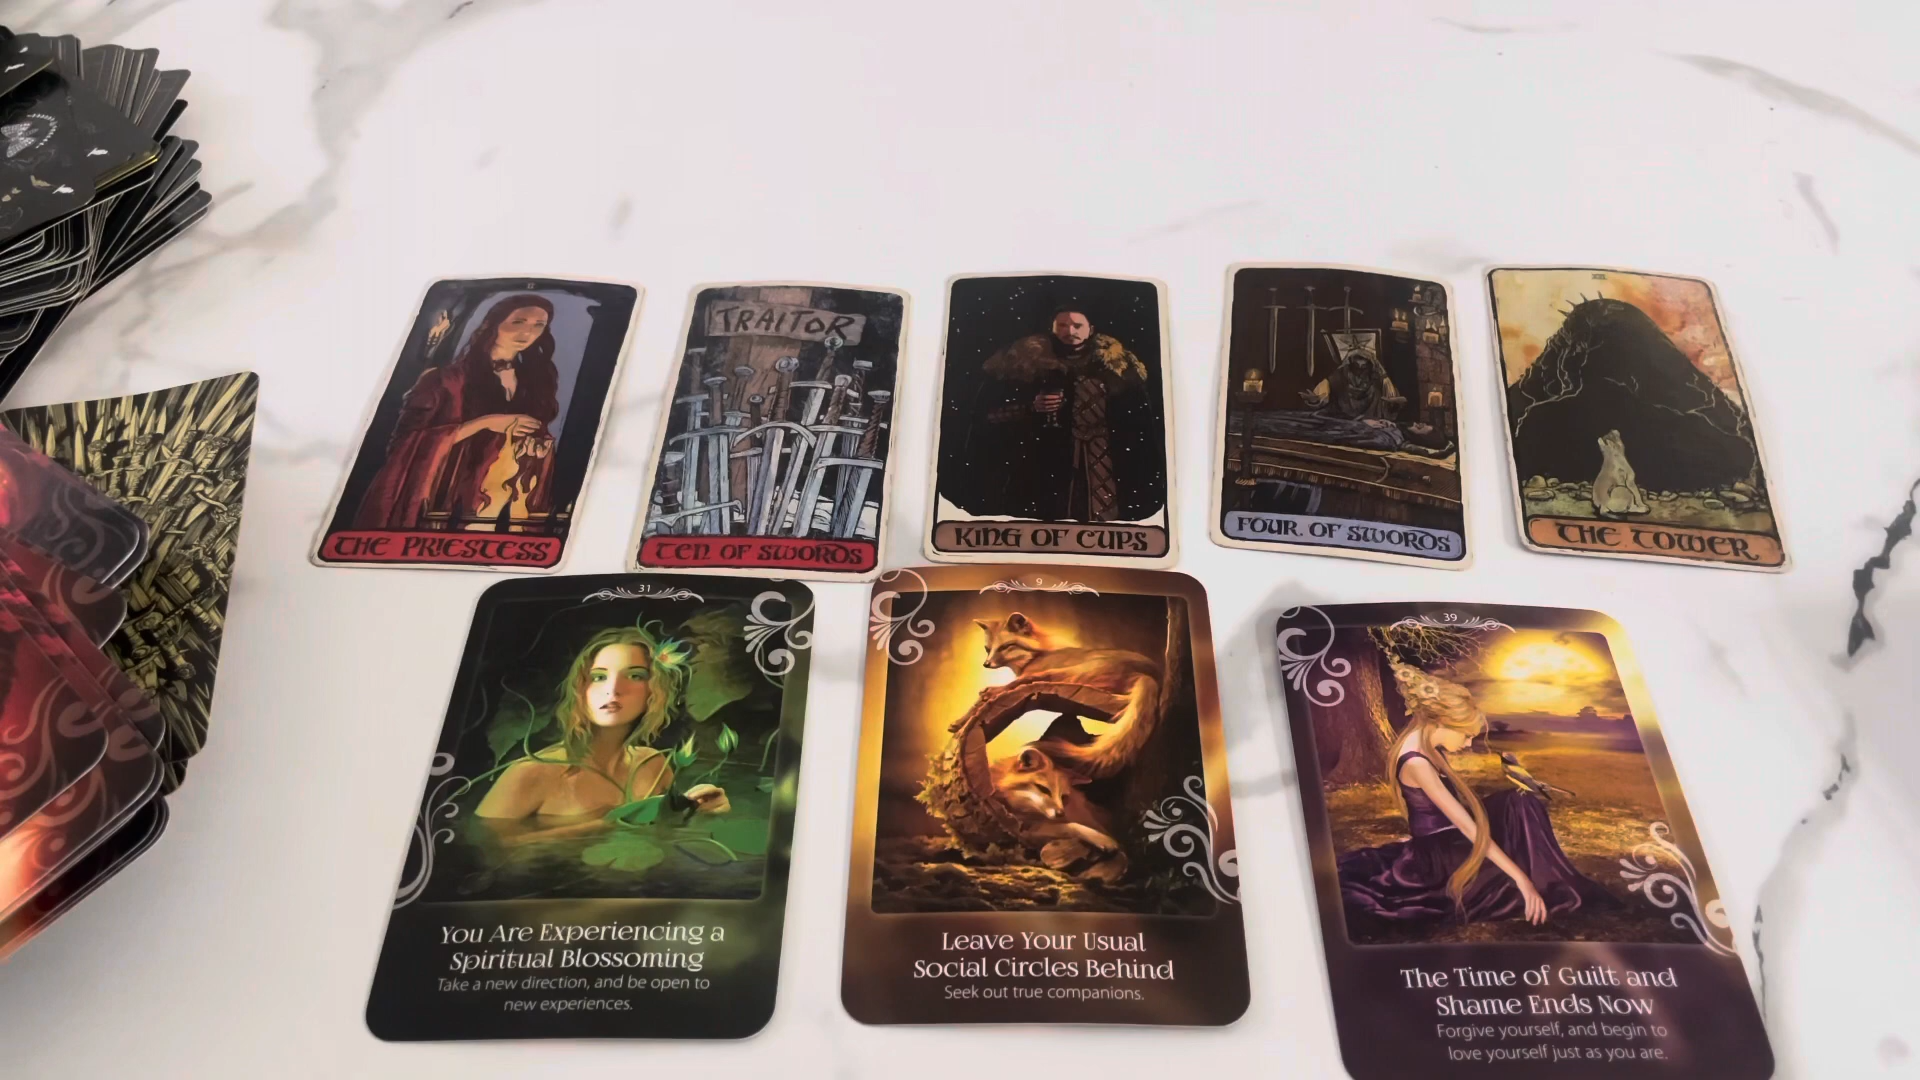 II
TRAITOR
THE PRIESTESS
TEN OF SWORDS
KING OF CUPS
FOUR. OF SWORDS
THE TOWER
31
You Are Experiencing a
Spiritual Blossoming
Take a new direction, and be open to
new experiences.
9
Leave Your Usual
Social Circles Behind
Seek out true companions.
39
The Time of Guilt and
Shame Ends Now
Forgive yourself, and begin to
love yourself just as you are.